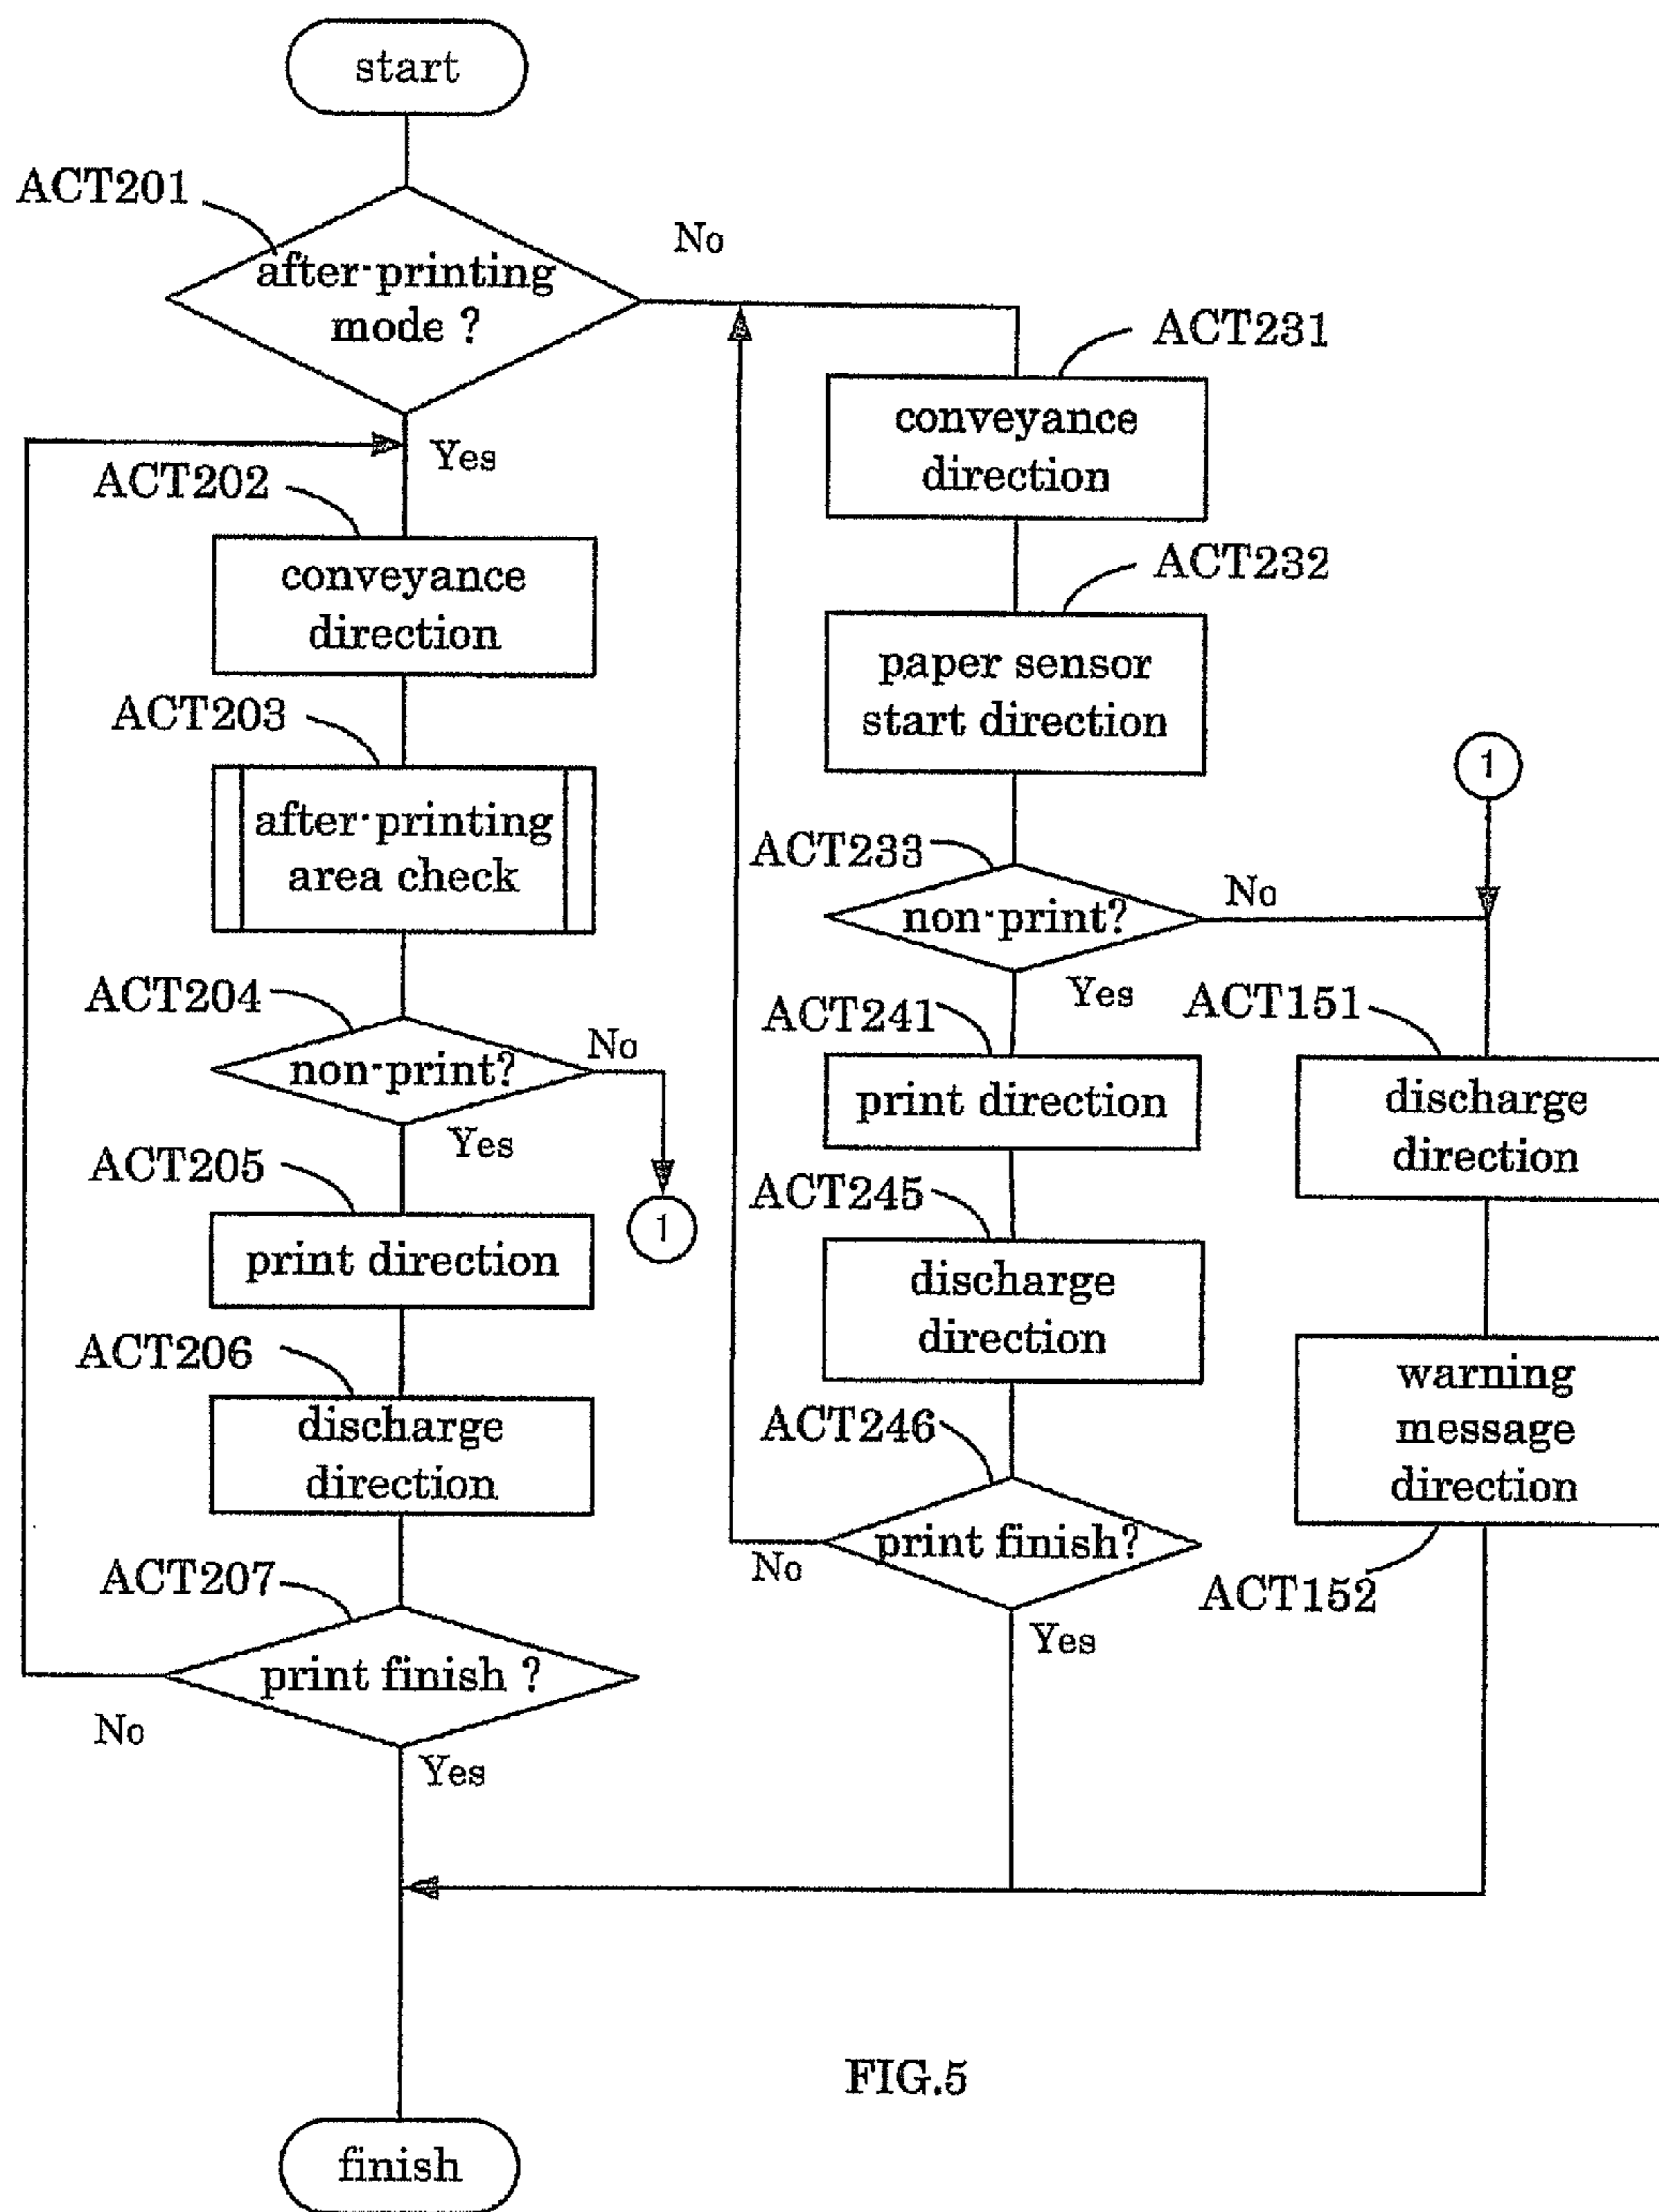 start
ACT201
after-printing
mode ?
No
Yes
ACT202
conveyance
direction
ACT203
after-printing
area check
ACT204
non-print?
No
Yes
1
ACT205
print direction
ACT206
discharge
direction
ACT207
print finish ?
No
Yes
ACT231
conveyance
direction
ACT232
paper sensor
start direction
ACT233
non-print?
No
Yes
ACT241
print direction
ACT245
discharge
direction
ACT246
print finish?
No
Yes
1
ACT151
discharge
direction
warning
message
direction
ACT152
finish
FIG.5